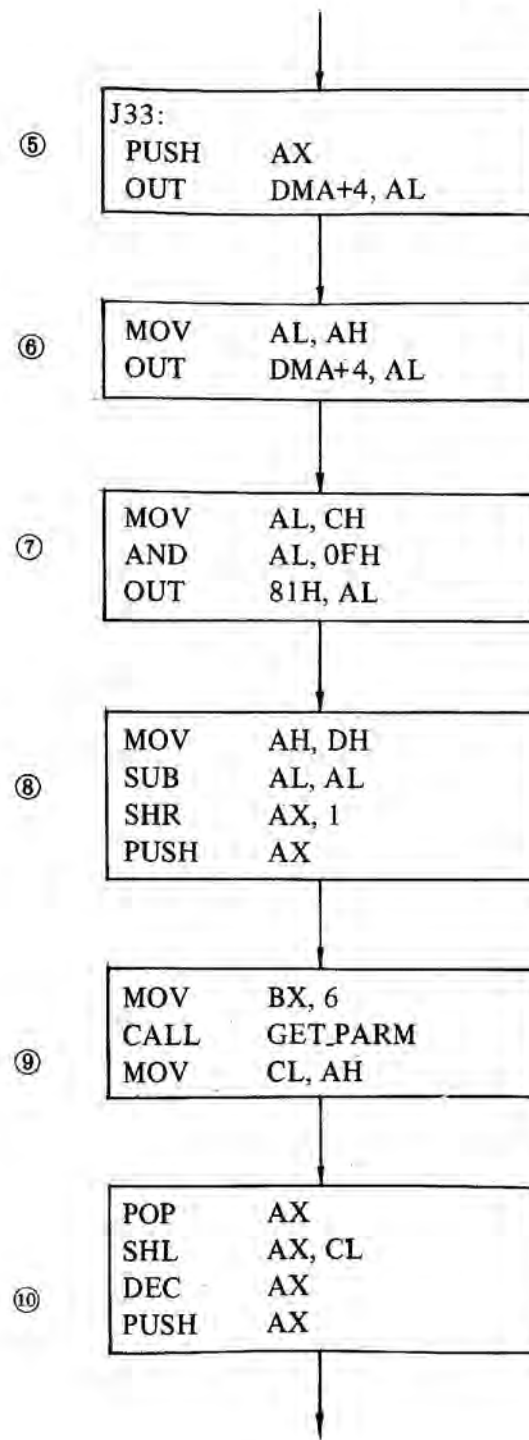 ⑤
J33:
PUSH AX
OUT DMA+4, AL
⑥
MOV AL, AH
OUT DMA+4, AL
⑦
MOV AL, CH
AND AL, 0FH
OUT 81H, AL
⑧
MOV AH, DH
SUB AL, AL
SHR AX, 1
PUSH AX
⑨
MOV BX, 6
CALL GET_PARM
MOV CL, AH
⑩
POP AX
SHL AX, CL
DEC AX
PUSH AX